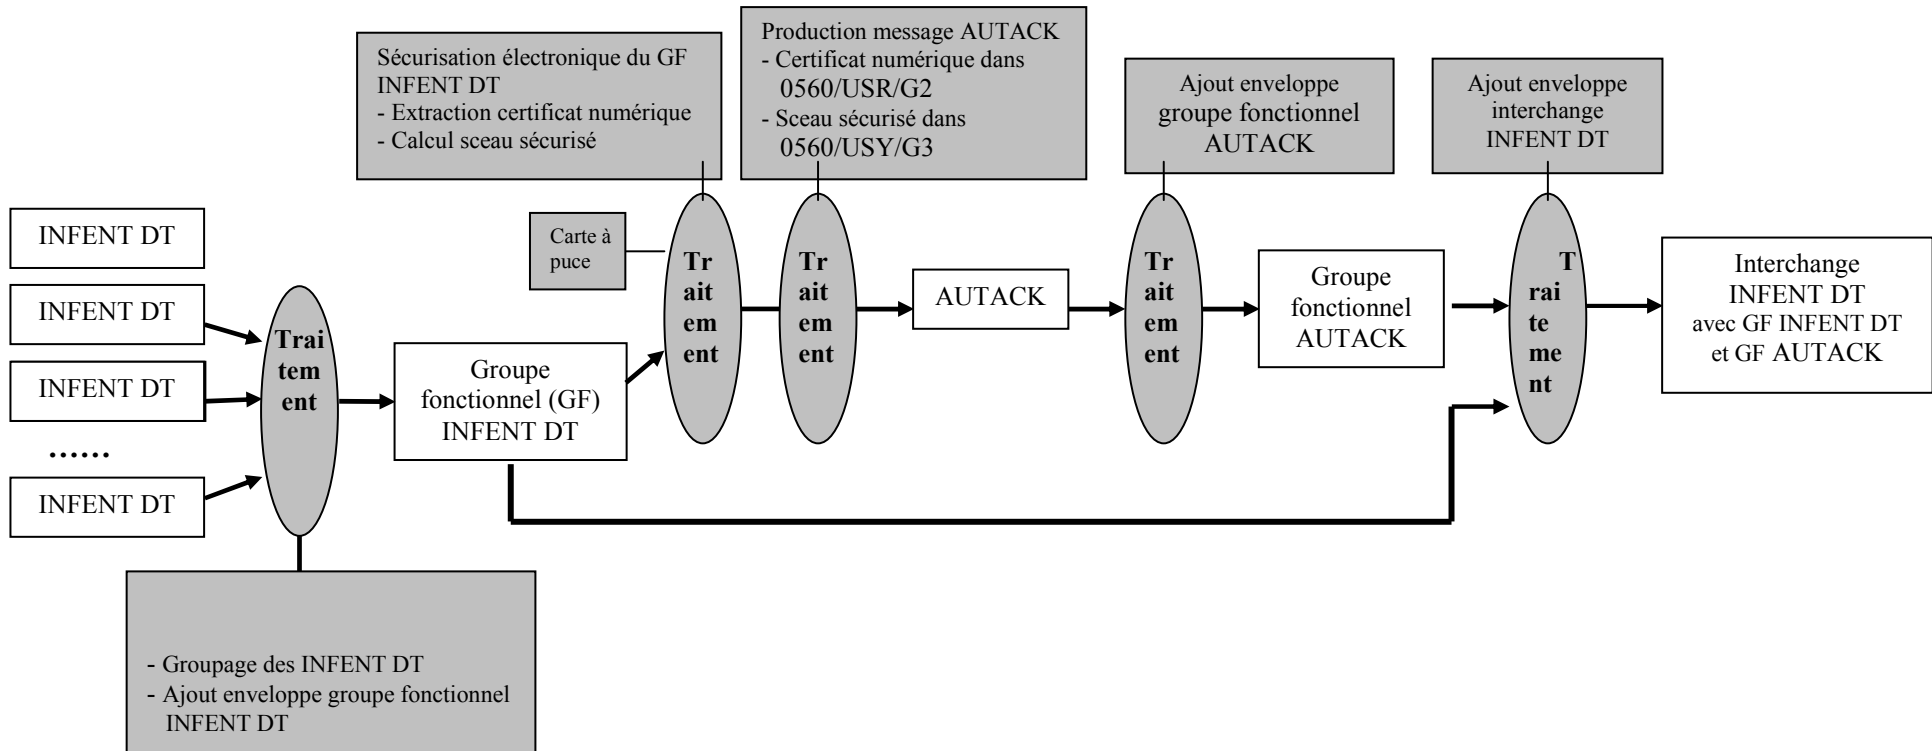 Sécurisation électronique du GF
INFENT DT
- Extraction certificat numérique
- Calcul sceau sécurisé
Production message AUTACK
- Certificat numérique dans
0560/USR/G2
- Sceau sécurisé dans
0560/USY/G3
Ajout enveloppe
groupe fonctionnel
AUTACK
Ajout enveloppe
interchange
INFENT DT
INFENT DT
INFENT DT
INFENT DT
......
INFENT DT
Trai
tem
ent
Groupe
fonctionnel (GF)
INFENT DT
Carte à
puce
Tr
ait
em
ent
Tr
ait
em
ent
AUTACK
Tr
ait
em
ent
Groupe
fonctionnel
AUTACK
T
rai
te
me
nt
Interchange
INFENT DT
avec GF INFENT DT
et GF AUTACK
- Groupage des INFENT DT
- Ajout enveloppe groupe fonctionnel
INFENT DT